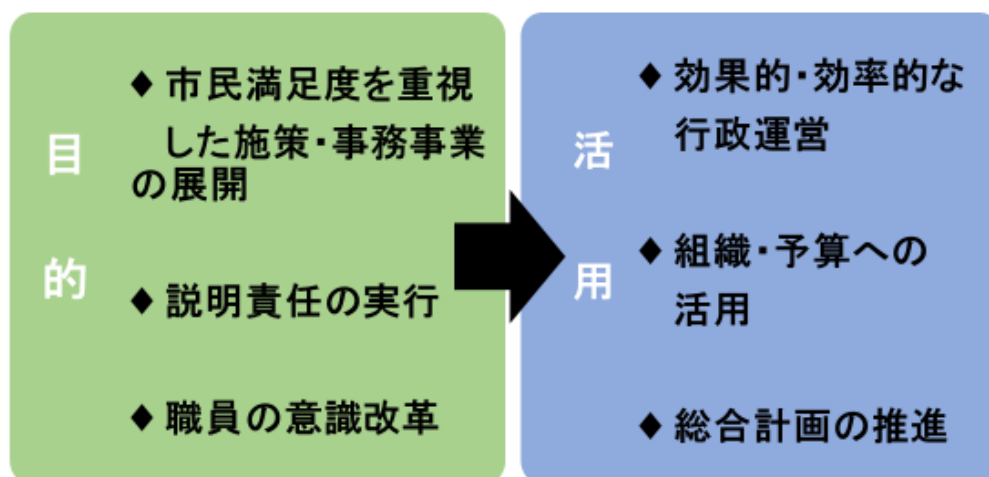 目的
◆ 市民満足度を重視
した施策・事務事業
の展開
◆ 説明責任の実行
◆ 職員の意識改革
活用
◆ 効果的・効率的な
行政運営
◆ 組織・予算への
活用
◆ 総合計画の推進